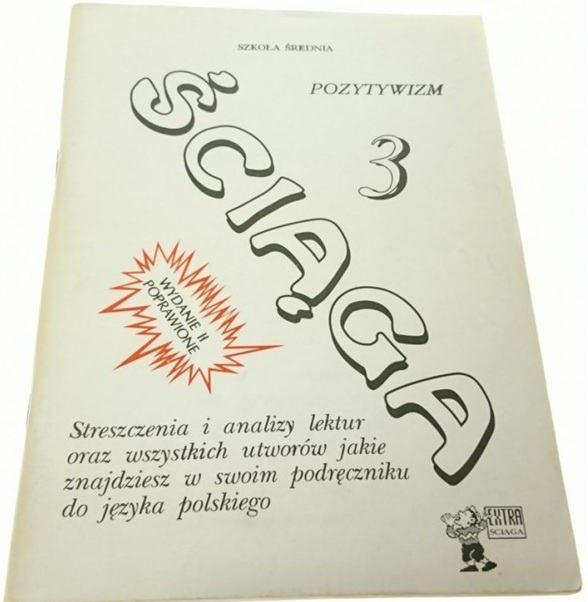 SZKOŁA ŚREDNIA
POZYTYWIZM
3
ŚCIĄGA
WYDANIE II
POPRAWIONE
Streszczenia i analizy lektur
oraz wszystkich utworów jakie
znajdziesz w swoim podręczniku
do języka polskiego
EXTRA
ŚCIĄGA